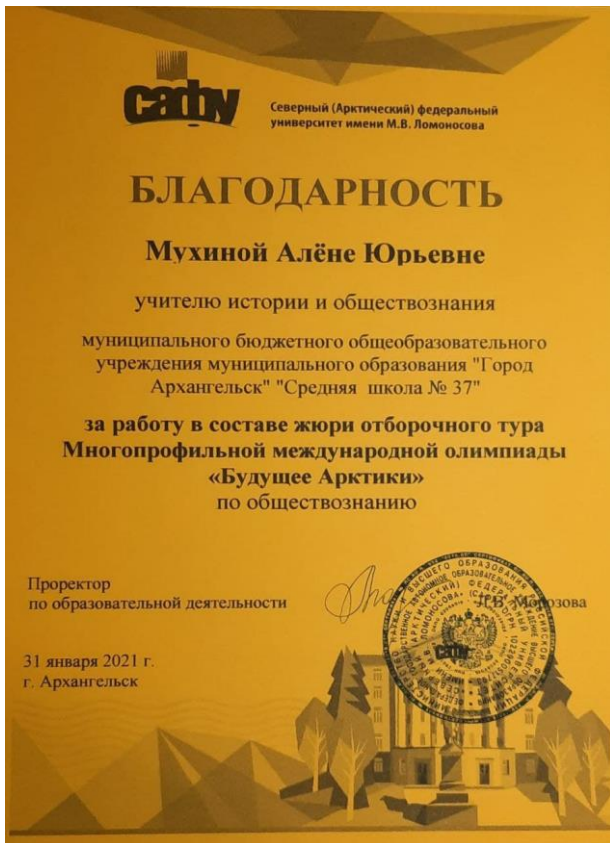 сафу
Северный (Арктический) федеральный
университет имени М.В. Ломоносова
БЛАГОДАРНОСТЬ
Мухиной Алёне Юрьевне
учителю истории и обществознания
муниципального бюджетного общеобразовательного
учреждения муниципального образования "Город
Архангельск" "Средняя школа № 37"
за работу в составе жюри отборочного тура
Многопрофильной международной олимпиады
«Будущее Арктики»
по обществознанию
Проректор
по образовательной деятельности
Морозова
31 января 2021 г.
г. Архангельск